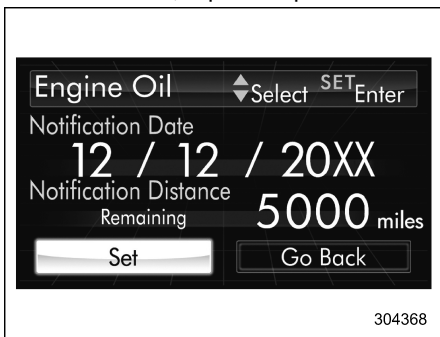 Engine Oil Select SET Enter
Notification Date
12 / 12 / 20XX
Notification Distance
Remaining 5000 miles
Set Go Back
304368